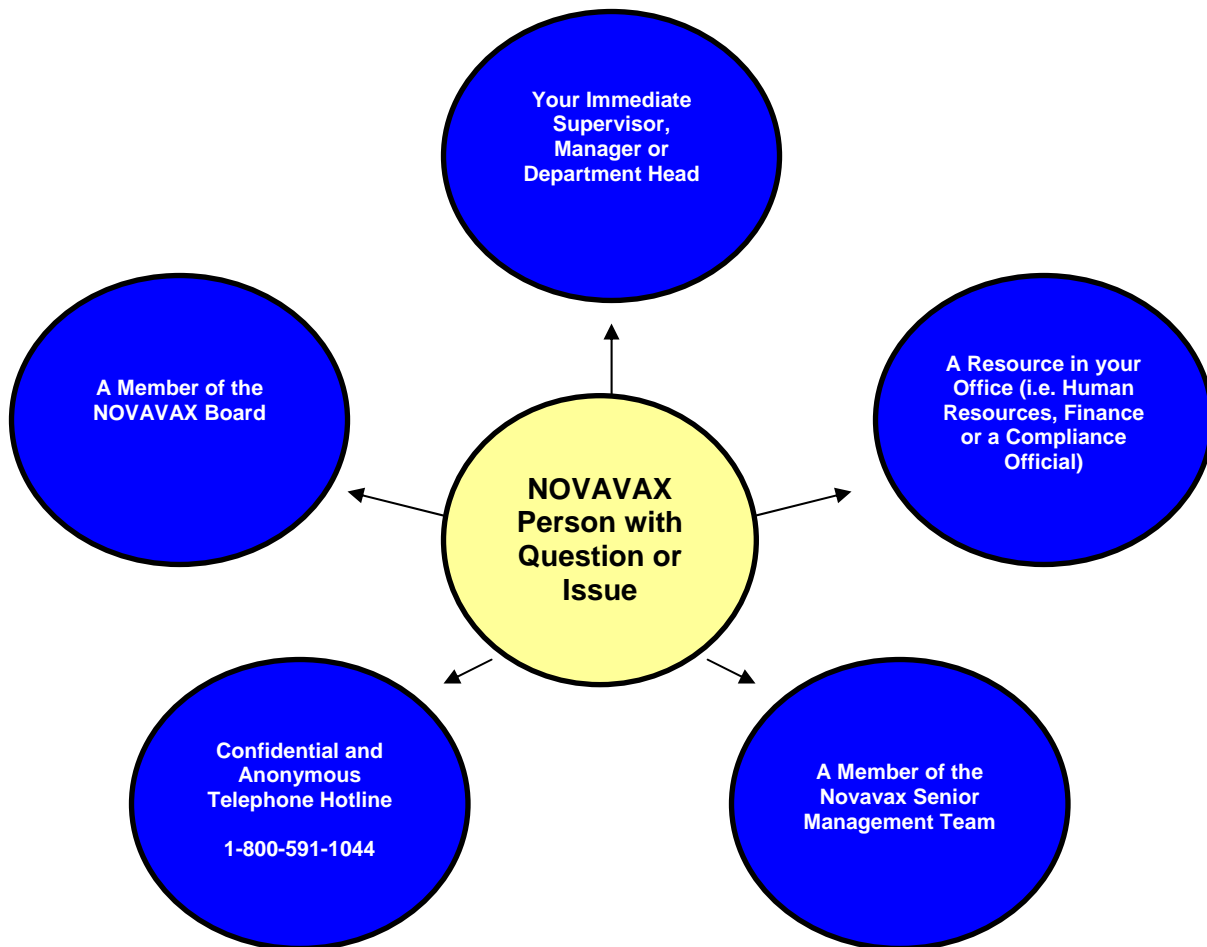 Your Immediate
Supervisor,
Manager or
Department Head
A Member of the
NOVAVAX Board
A Resource in your
Office (i.e. Human
Resources, Finance
or a Compliance
Official)
NOVAVAX
Person with
Question or
Issue
Confidential and
Anonymous
Telephone Hotline
1-800-591-1044
A Member of the
Novavax Senior
Management Team